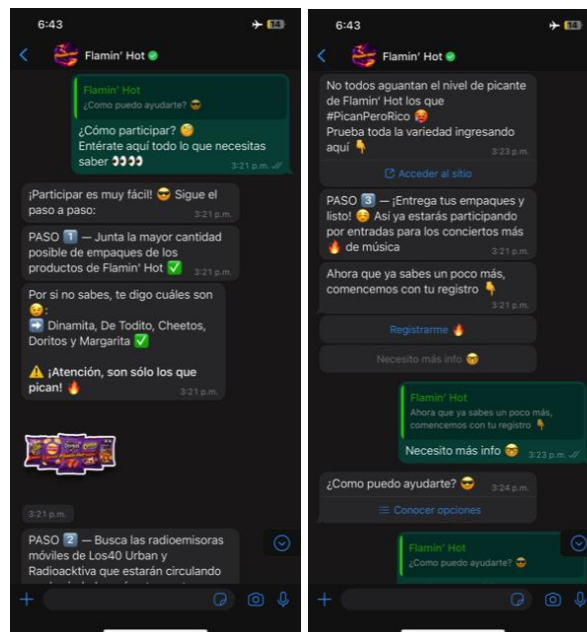 6:43
14
Flamin' Hot
Flamin' Hot
¿Como puedo ayudarte? 😎
¿Cómo participar? 🧐
Entérate aquí todo lo que necesitas
saber 👀👀
3:21 p.m.
¡Participar es muy fácil! 😎 Sigue el
paso a paso:
3:21 p.m.
PASO 1️⃣ — Junta la mayor cantidad
posible de empaques de los
productos de Flamin' Hot ✅
3:21 p.m.
Por si no sabes, te digo cuáles son
😉:
➡️ Dinamita, De Todito, Cheetos,
Doritos y Margarita ✅
⚠️ ¡Atención, son sólo los que
pican! 🔥
3:21 p.m.
3:21 p.m.
PASO 2️⃣ — Busca las radioemisoras
móviles de Los40 Urban y
Radioacktiva que estarán circulando
6:43
14
Flamin' Hot
No todos aguantan el nivel de picante
de Flamin' Hot los que
#PicanPeroRico 🥵
Prueba toda la variedad ingresando
aquí 👇
3:23 p.m.
Acceder al sitio
PASO 3️⃣ — ¡Entrega tus empaques y
listo! ☺️ Así ya estarás participando
por entradas para los conciertos más
🔥 de música
3:21 p.m.
Ahora que ya sabes un poco más,
comencemos con tu registro 👇
3:21 p.m.
Registrarme 🔥
Necesito más info 🤓
Flamin' Hot
Ahora que ya sabes un poco más,
comencemos con tu registro 👇
Necesito más info 🤓
3:23 p.m.
¿Como puedo ayudarte? 😎
3:24 p.m.
Conocer opciones
Flamin' Hot
¿Como puedo ayudarte? 😎